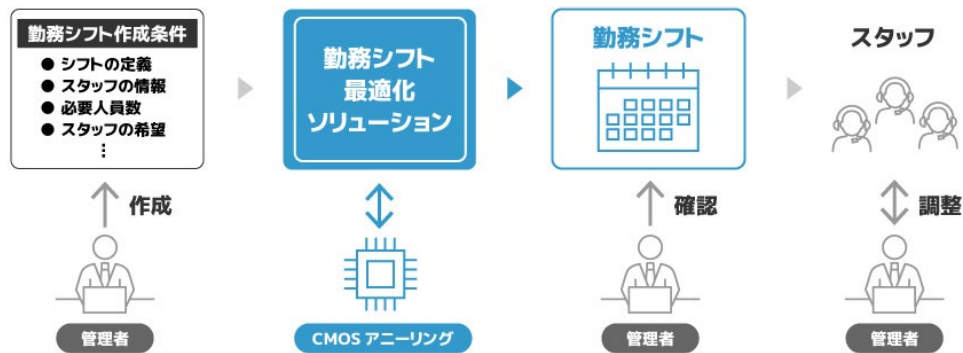 勤務シフト作成条件
● シフトの定義
● スタッフの情報
● 必要人員数
● スタッフの希望
⋮
作成
管理者
勤務シフト
最適化
ソリューション
CMOS アニーリング
勤務シフト
確認
管理者
スタッフ
調整
管理者